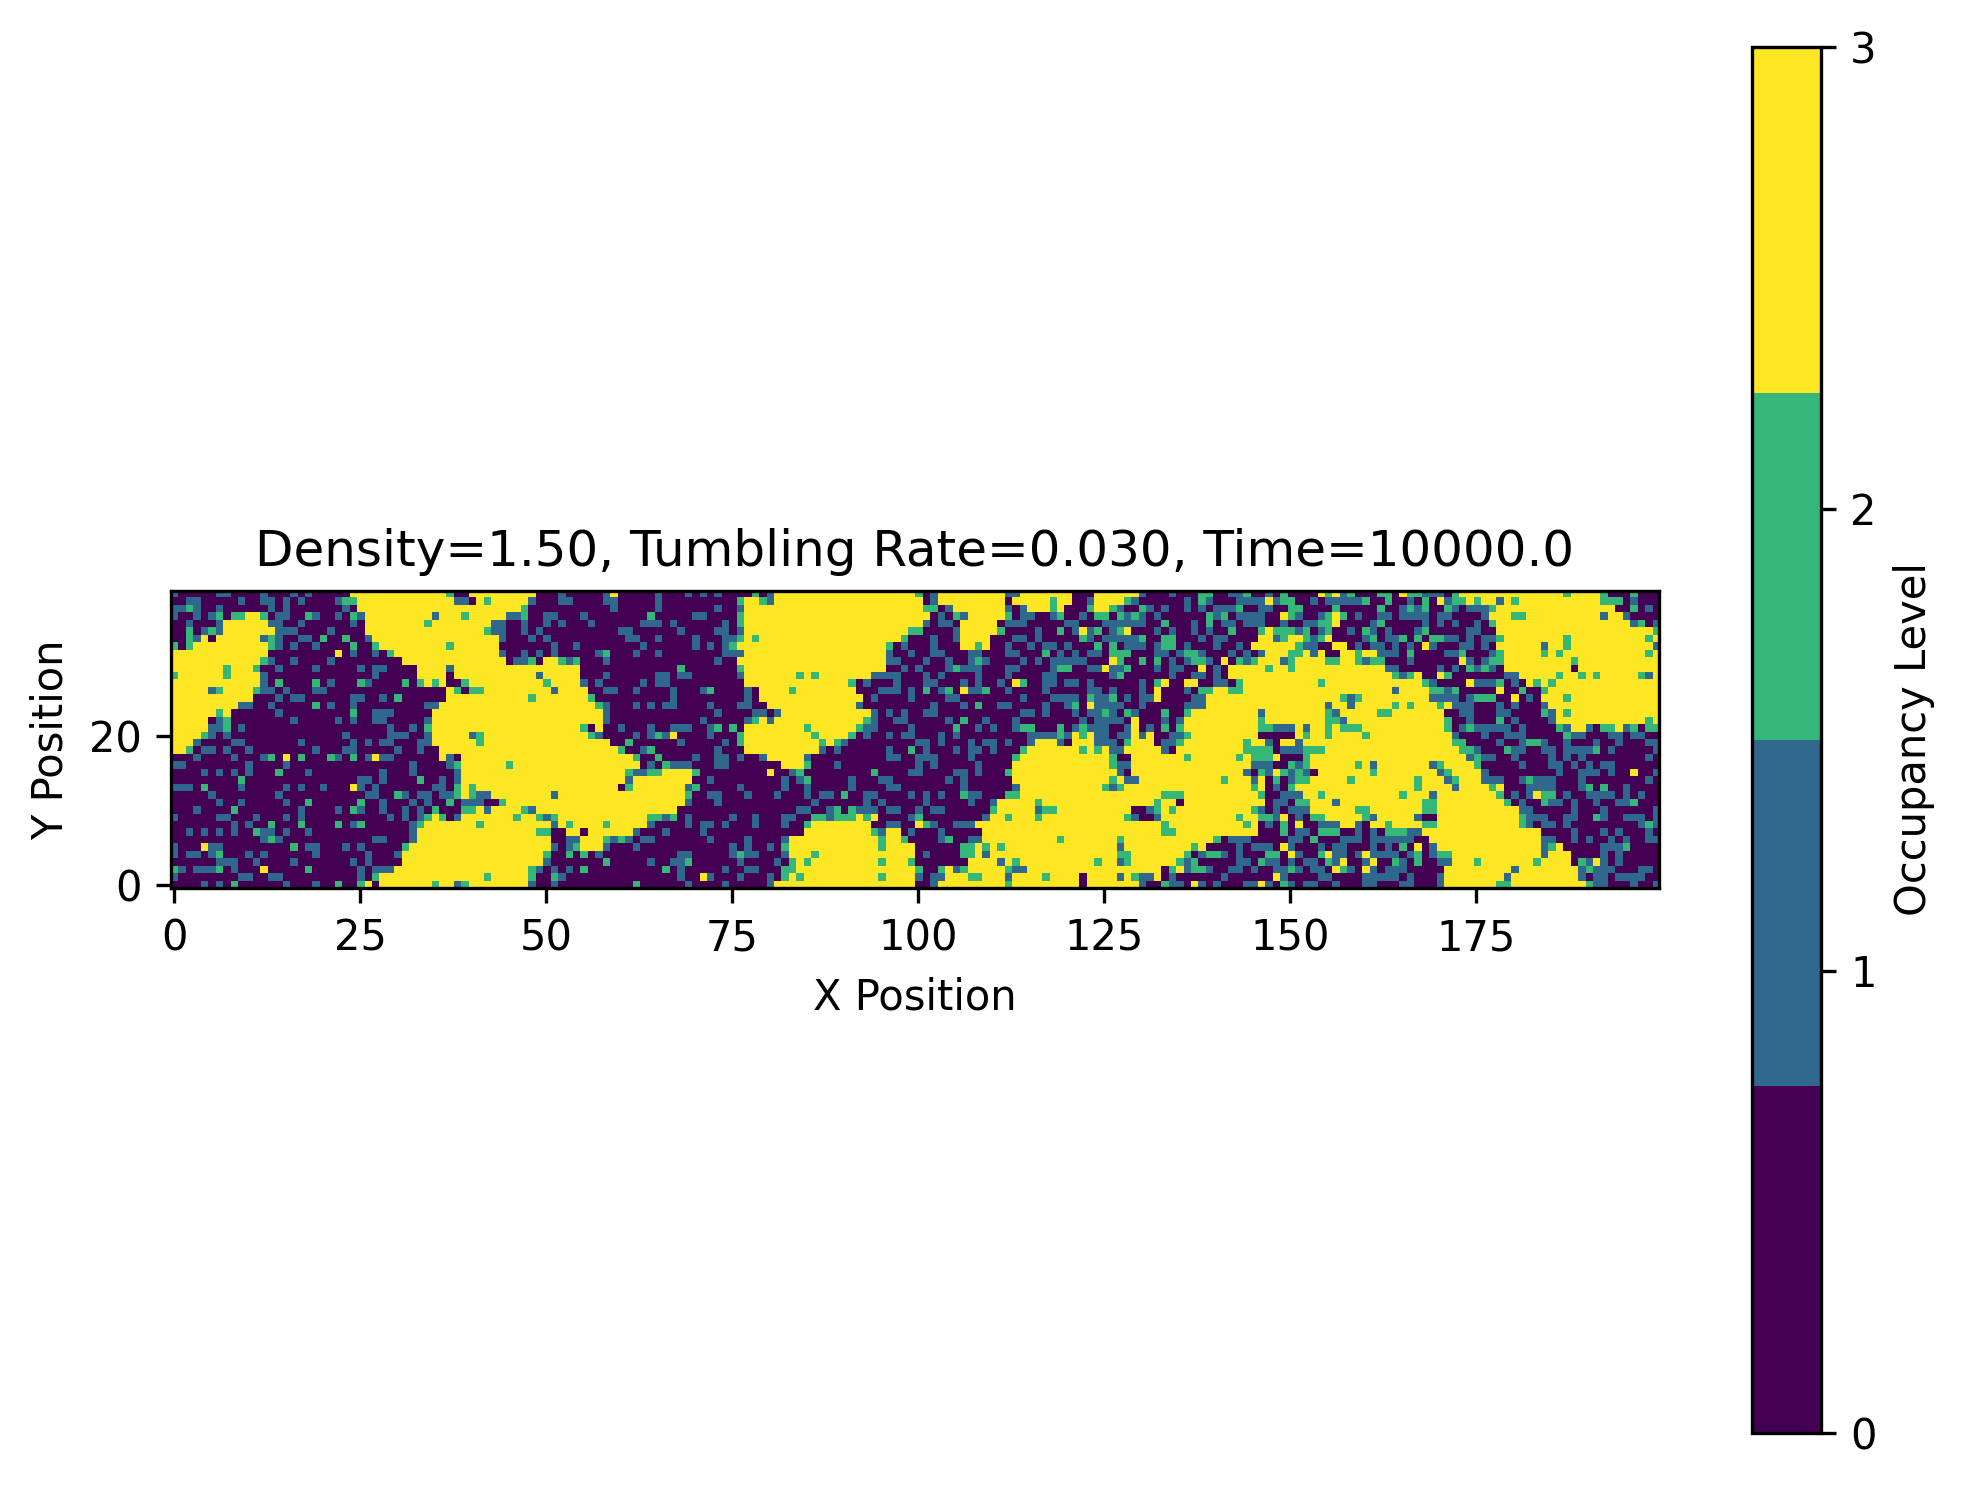 Density=1.50, Tumbling Rate=0.030, Time=10000.0
Y Position
20
0
0 25 50 75 100 125 150 175
X Position
3
2
1
0
Occupancy Level